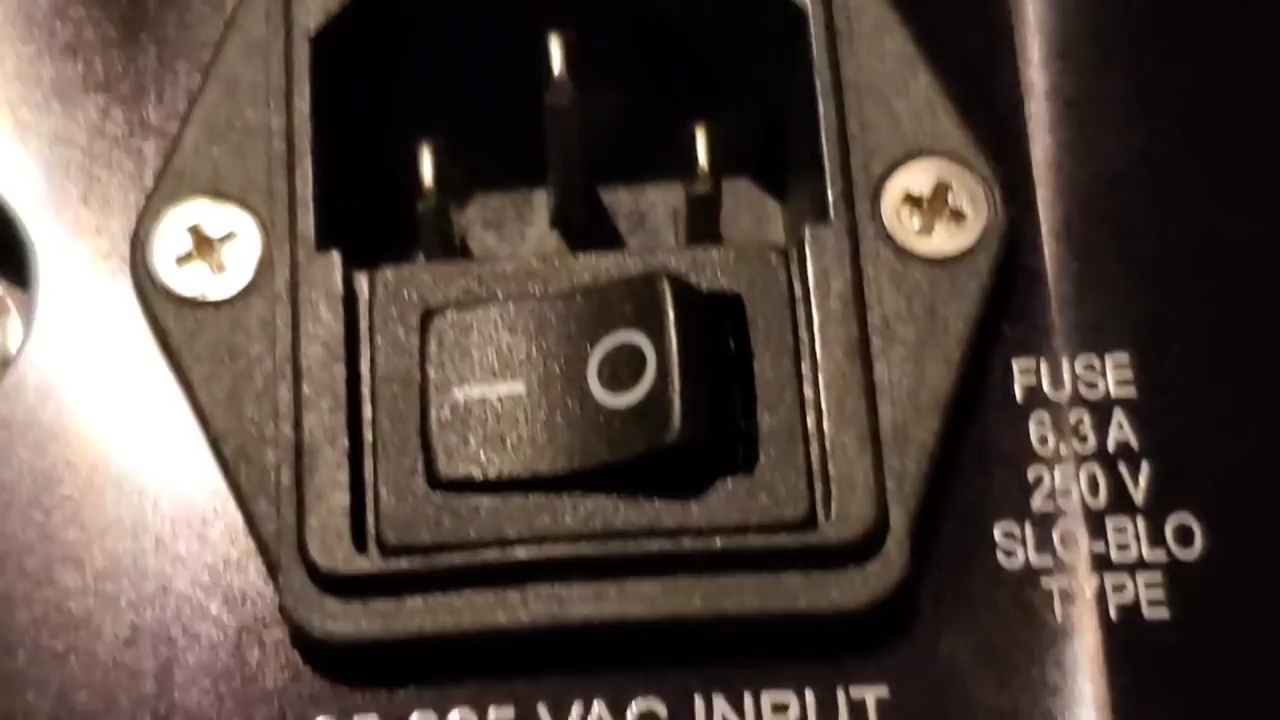 I O
FUSE
6.3 A
250 V
SLO-BLO
TYPE
VAC INPUT